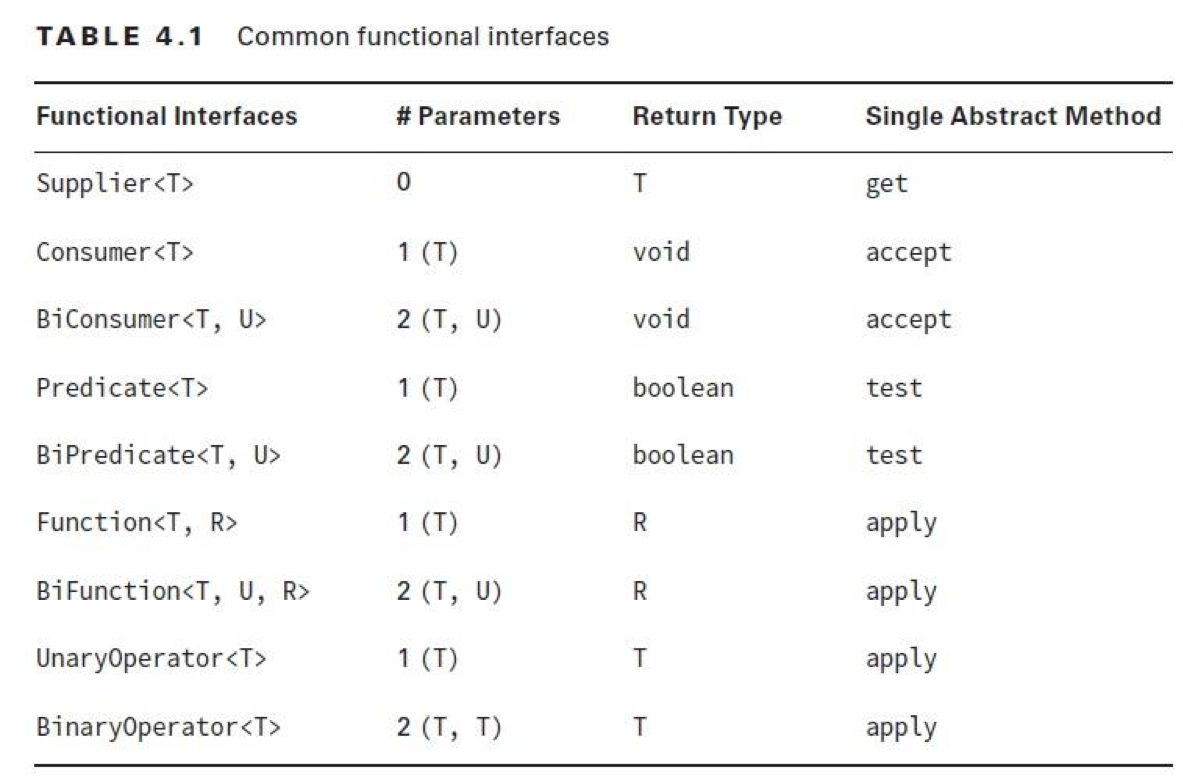 TABLE 4.1 Common functional interfaces
Functional Interfaces # Parameters Return Type Single Abstract Method
Supplier<T> 0 T get
Consumer<T> 1 (T) void accept
BiConsumer<T, U> 2 (T, U) void accept
Predicate<T> 1 (T) boolean test
BiPredicate<T, U> 2 (T, U) boolean test
Function<T, R> 1 (T) R apply
BiFunction<T, U, R> 2 (T, U) R apply
UnaryOperator<T> 1 (T) T apply
BinaryOperator<T> 2 (T, T) T apply